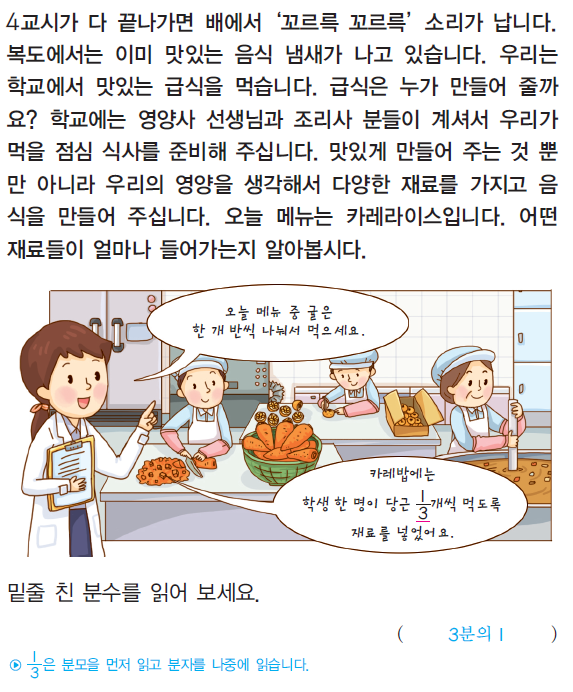 4교시가 다 끝나가면 배에서 ‘꼬르륵 꼬르륵’ 소리가 납니다.
복도에서는 이미 맛있는 음식 냄새가 나고 있습니다. 우리는
학교에서 맛있는 급식을 먹습니다. 급식은 누가 만들어 줄까
요? 학교에는 영양사 선생님과 조리사 분들이 계셔서 우리가
먹을 점심 식사를 준비해 주십니다. 맛있게 만들어 주는 것 뿐
만 아니라 우리의 영양을 생각해서 다양한 재료를 가지고 음
식을 만들어 주십니다. 오늘 메뉴는 카레라이스입니다. 어떤
재료들이 얼마나 들어가는지 알아봅시다.
오늘 메뉴 중 귤은
한 개 반씩 나눠서 먹으세요.
카레밥에는
학생 한 명이 당근 1/3개씩 먹도록
재료를 넣었어요.
밑줄 친 분수를 읽어 보세요.
( 3분의 1 )
1/3은 분모를 먼저 읽고 분자를 나중에 읽습니다.